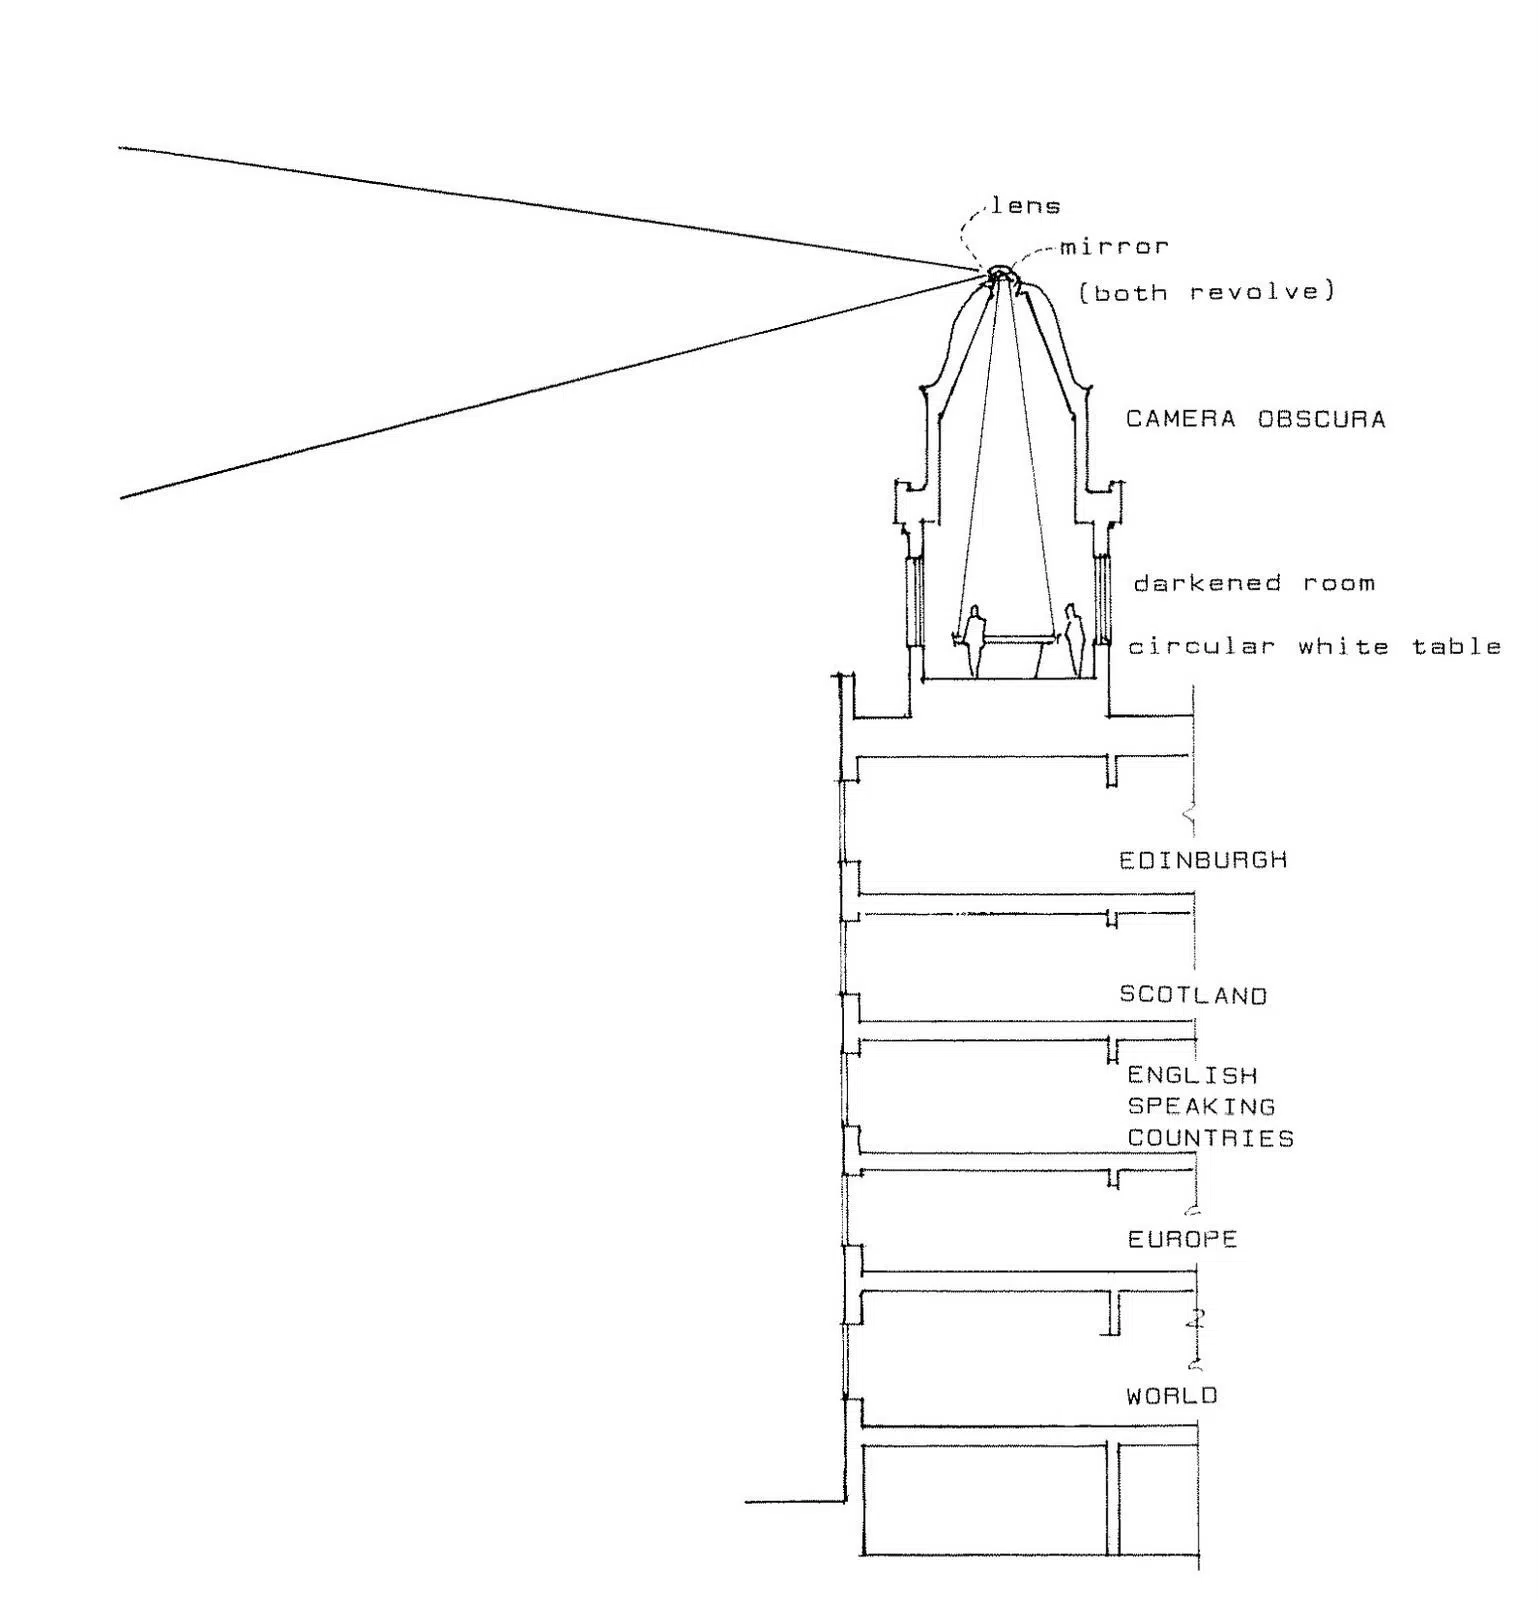 lens
mirror
(both revolve)
CAMERA OBSCURA
darkened room
circular white table
EDINBURGH
SCOTLAND
ENGLISH
SPEAKING
COUNTRIES
EUROPE
WORLD